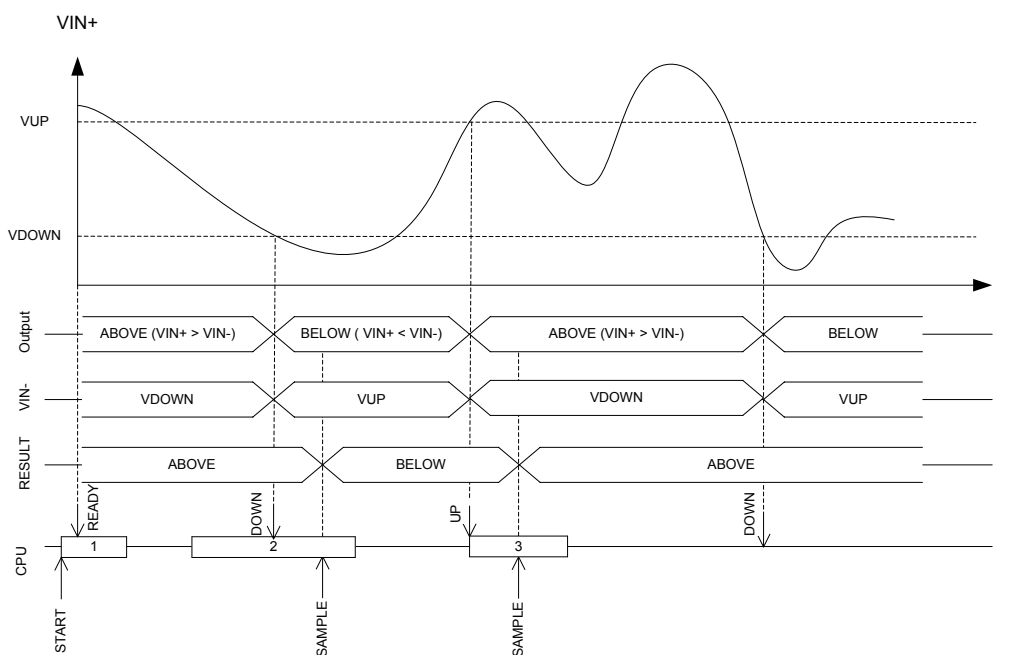 VIN+
VUP
VDOWN
Output
ABOVE (VIN+ > VIN-)
BELOW ( VIN+ < VIN-)
ABOVE (VIN+ > VIN-)
BELOW
VIN-
VDOWN
VUP
VDOWN
VUP
RESULT
ABOVE
BELOW
ABOVE
READY
DOWN
UP
DOWN
CPU
1
2
3
START
SAMPLE
SAMPLE